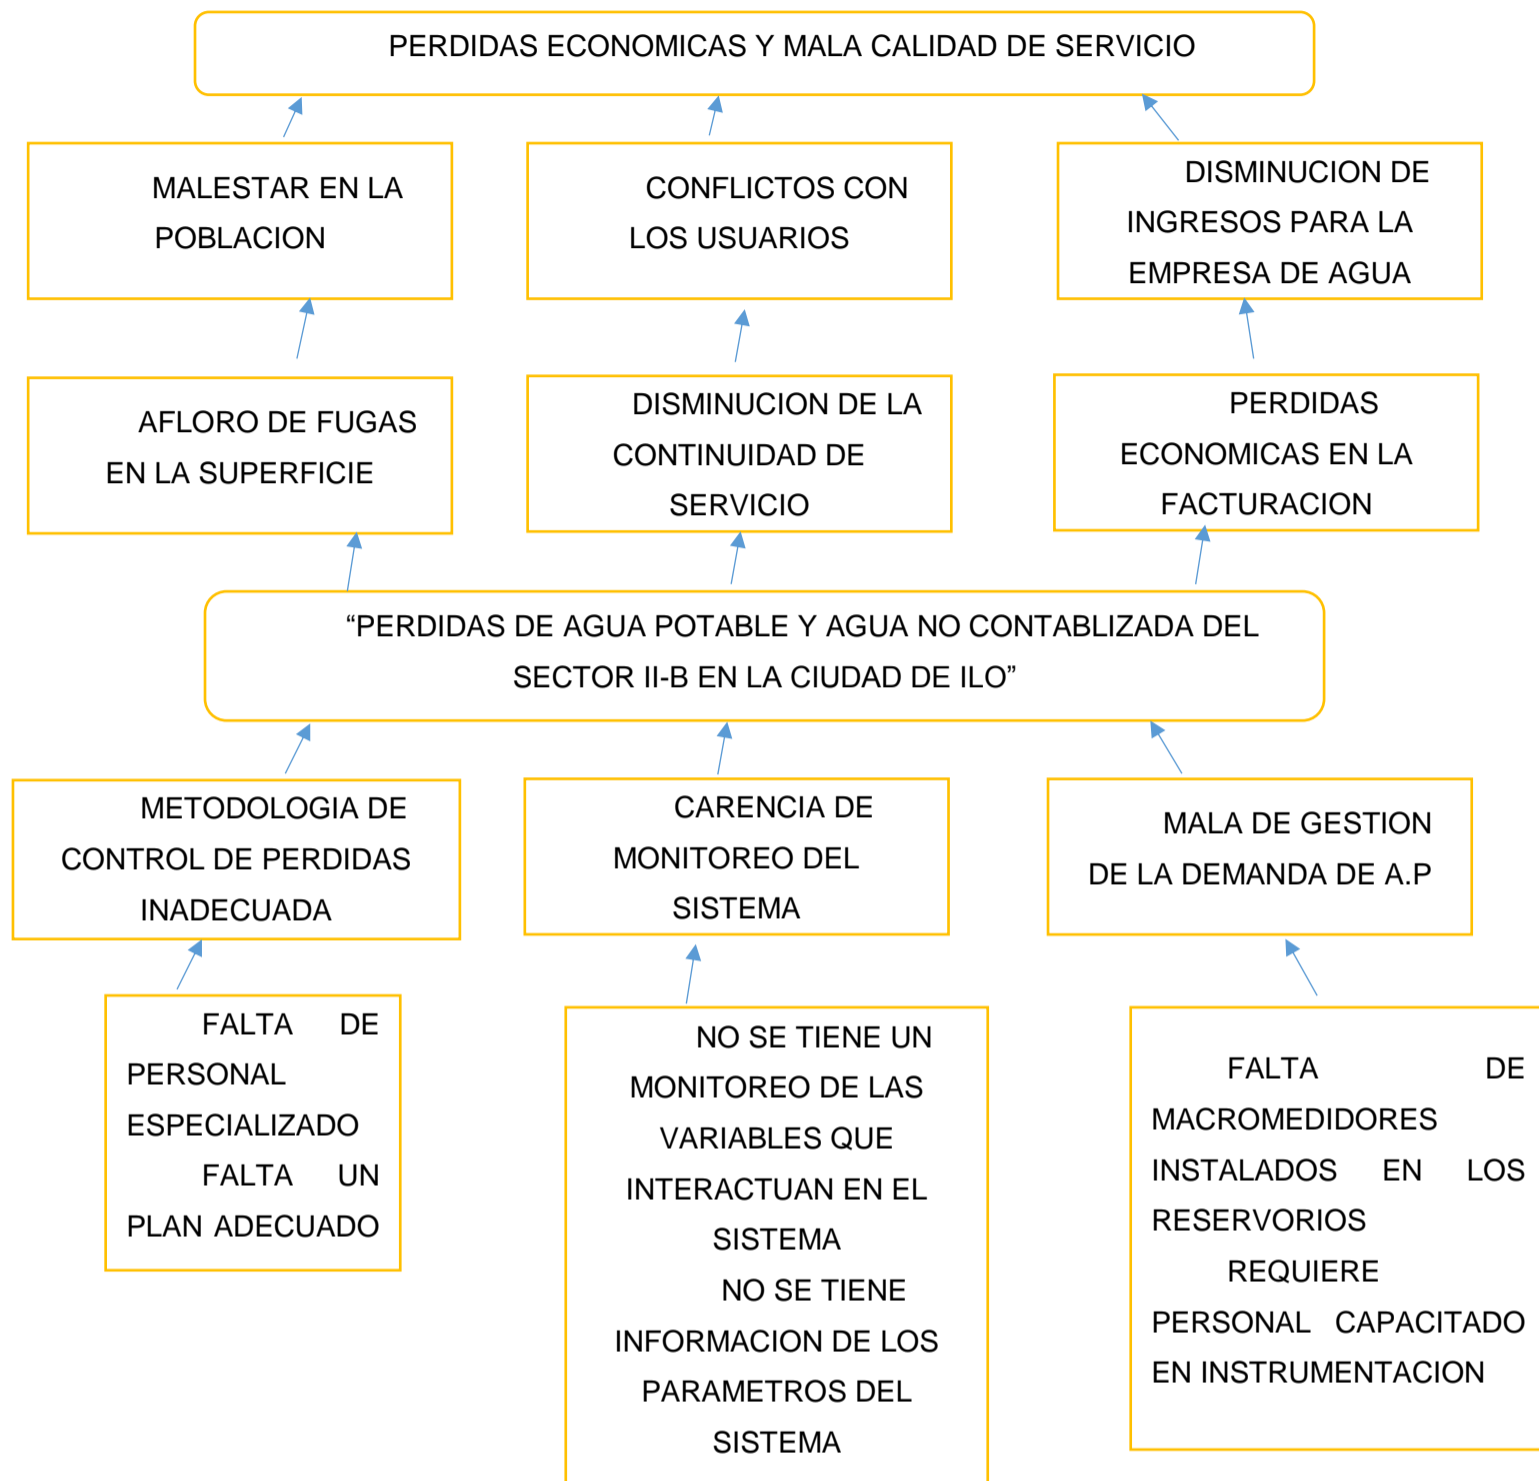 PERDIDAS ECONOMICAS Y MALA CALIDAD DE SERVICIO
MALESTAR EN LA
POBLACION
CONFLICTOS CON
LOS USUARIOS
DISMINUCION DE
INGRESOS PARA LA
EMPRESA DE AGUA
AFLORO DE FUGAS
EN LA SUPERFICIE
DISMINUCION DE LA
CONTINUIDAD DE
SERVICIO
PERDIDAS
ECONOMICAS EN LA
FACTURACION
“PERDIDAS DE AGUA POTABLE Y AGUA NO CONTABLIZADA DEL
SECTOR II-B EN LA CIUDAD DE ILO”
METODOLOGIA DE
CONTROL DE PERDIDAS
INADECUADA
CARENCIA DE
MONITOREO DEL
SISTEMA
MALA DE GESTION
DE LA DEMANDA DE A.P
FALTA DE
PERSONAL
ESPECIALIZADO
FALTA UN
PLAN ADECUADO
NO SE TIENE UN
MONITOREO DE LAS
VARIABLES QUE
INTERACTUAN EN EL
SISTEMA
NO SE TIENE
INFORMACION DE LOS
PARAMETROS DEL
SISTEMA
FALTA DE
MACROMEDIDORES
INSTALADOS EN LOS
RESERVORIOS
REQUIERE
PERSONAL CAPACITADO
EN INSTRUMENTACION